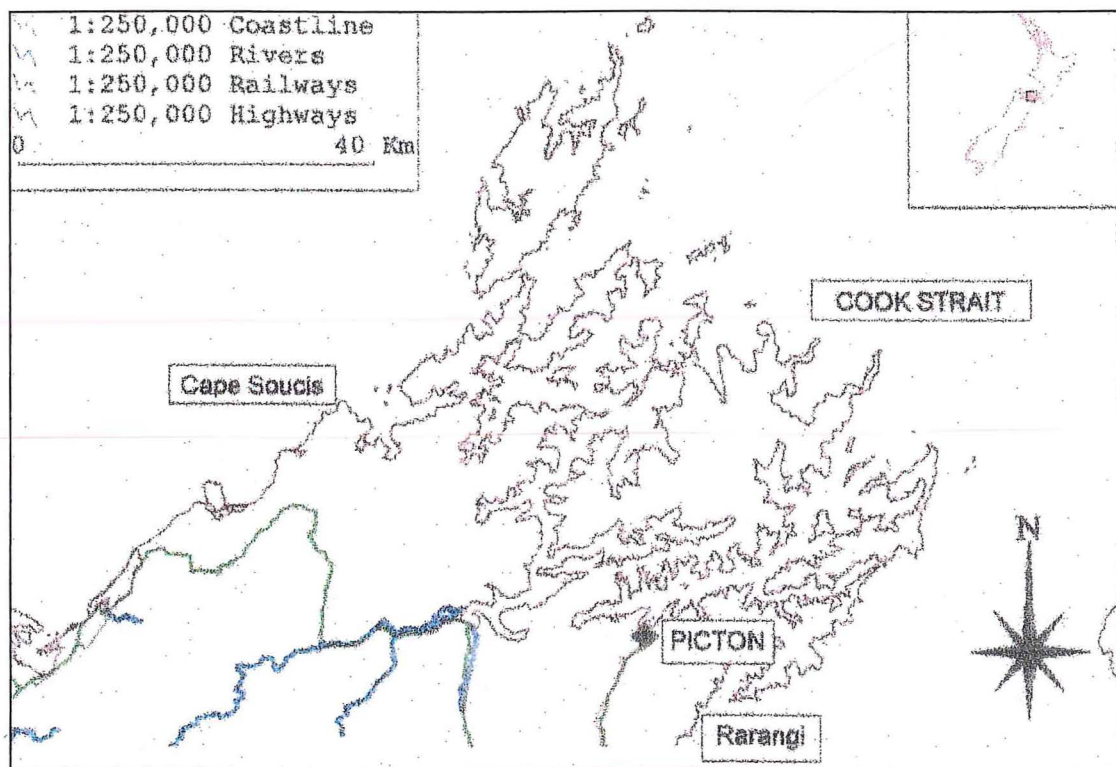 1:250,000 Coastline
1:250,000 Rivers
1:250,000 Railways
1:250,000 Highways
0 40 Km
COOK STRAIT
Cape Soucis
N
PICTON
Rarangi